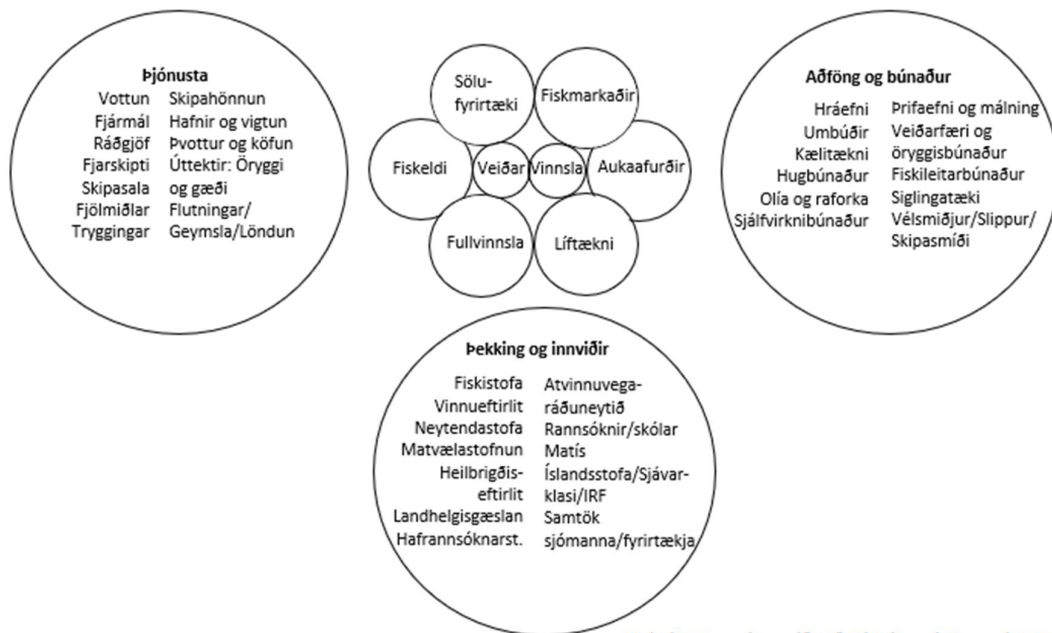 Þjónusta
Vottun
Fjármál
Ráðgjöf
Fjarskipti
Skipasala
Fjölmiðlar
Tryggingar
Skipahönnun
Hafnir og vigtun
Þvottur og köfun
Úttektir: Öryggi
og gæði
Flutningar/
Geymsla/Löndun
Sölu-
fyrirtæki
Fiskmarkaðir
Fiskeldi
Veiðar
Vinnsla
Aukaafurðir
Fullvinnsla
Líftækni
Aðföng og búnaður
Hráefni
Umbúðir
Kælitækni
Hugbúnaður
Olía og raforka
Sjálfvirknibúnaður
Þrifaefni og málning
Veiðarfæri og
öryggisbúnaður
Fiskileitarbúnaður
Siglingatæki
Vélsmiðjur/Slippur/
Skipasmíði
Þekking og innviðir
Fiskistofa
Vinnueftirlit
Neytendastofa
Matvælastofnun
Heilbrigðis-
eftirlit
Landhelgisgæslan
Hafrannsóknarst.
Atvinnuvega-
ráðuneytið
Rannsóknir/skólar
Matís
Íslandsstofa/Sjávar-
klasi/IRF
Samtök
sjómanna/fyrirtækja